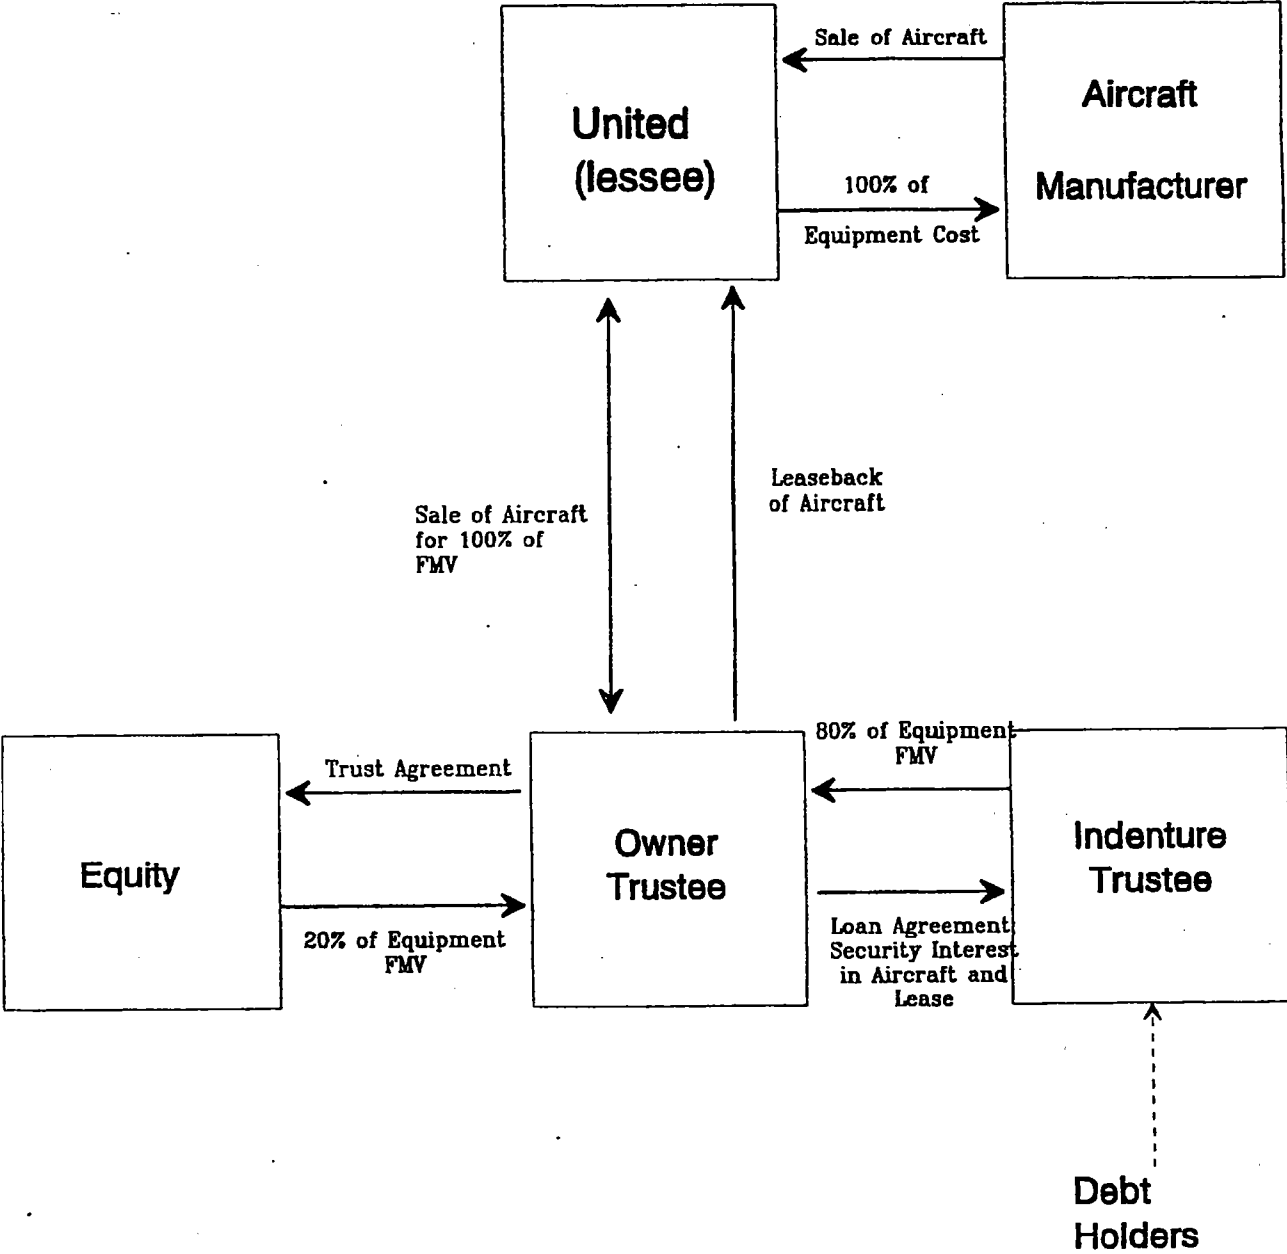 Sale of Aircraft
United
(lessee)
Aircraft
Manufacturer
100% of
Equipment Cost
Sale of Aircraft
for 100% of
FMV
Leaseback
of Aircraft
Trust Agreement
80% of Equipment
FMV
Equity
Owner
Trustee
Indenture
Trustee
20% of Equipment
FMV
Loan Agreement
Security Interest
in Aircraft and
Lease
Debt
Holders